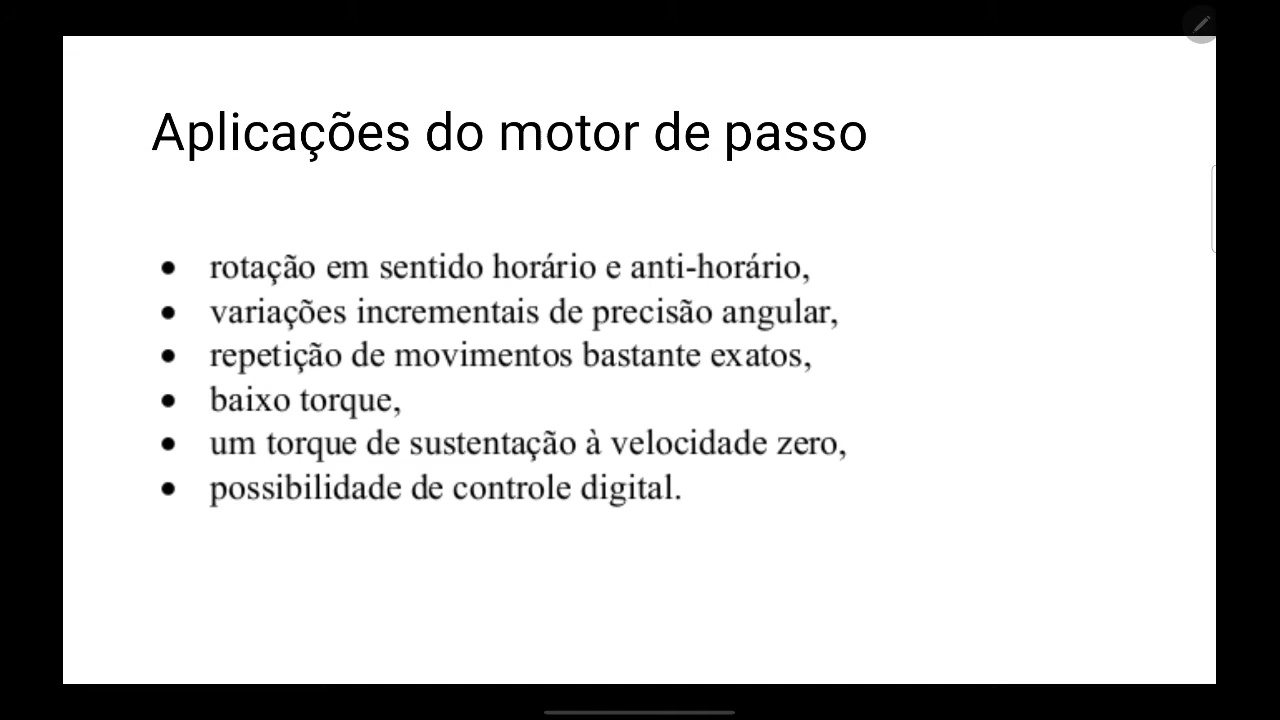 Aplicações do motor de passo
• rotação em sentido horário e anti-horário,
• variações incrementais de precisão angular,
• repetição de movimentos bastante exatos,
• baixo torque,
• um torque de sustentação à velocidade zero,
• possibilidade de controle digital.